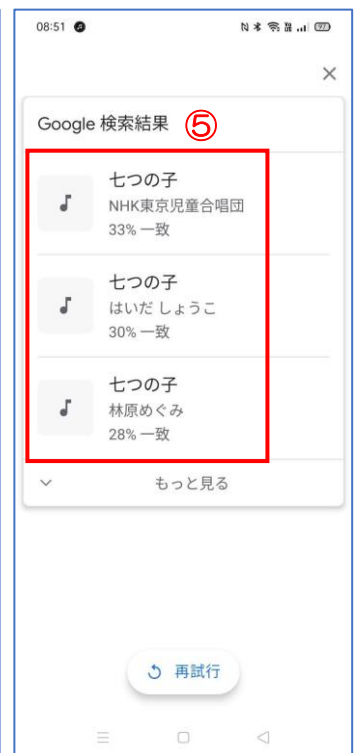 08:51
97
Google 検索結果 ⑤
七つの子
NHK東京児童合唱団
33% 一致
七つの子
はいだ しょうこ
30% 一致
七つの子
林原めぐみ
28% 一致
もっと見る
再試行